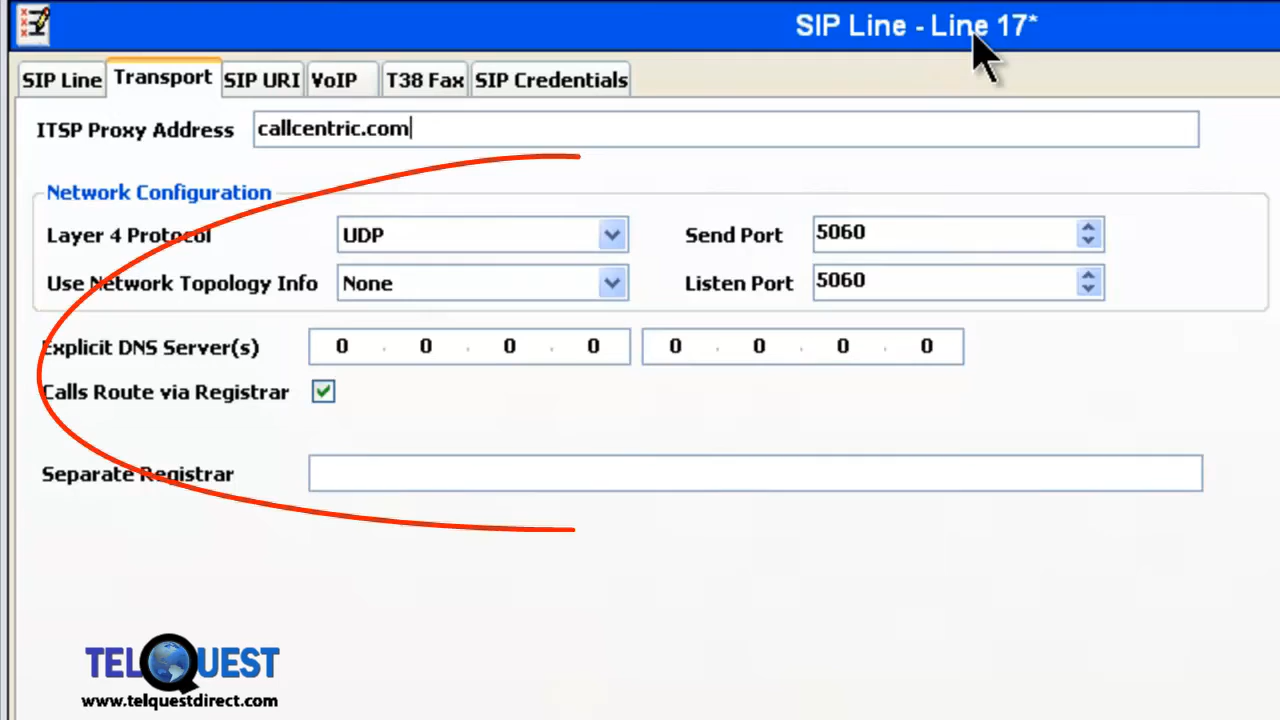 SIP Line - Line 17*
SIP Line Transport SIP URI VoIP T38 Fax SIP Credentials
ITSP Proxy Address callcentric.com
Network Configuration
Layer 4 Protocol UDP Send Port 5060
Use Network Topology Info None Listen Port 5060
Explicit DNS Server(s) 0 . 0 . 0 . 0 0 . 0 . 0 . 0
Calls Route via Registrar
Separate Registrar
TELQUEST
www.telquestdirect.com